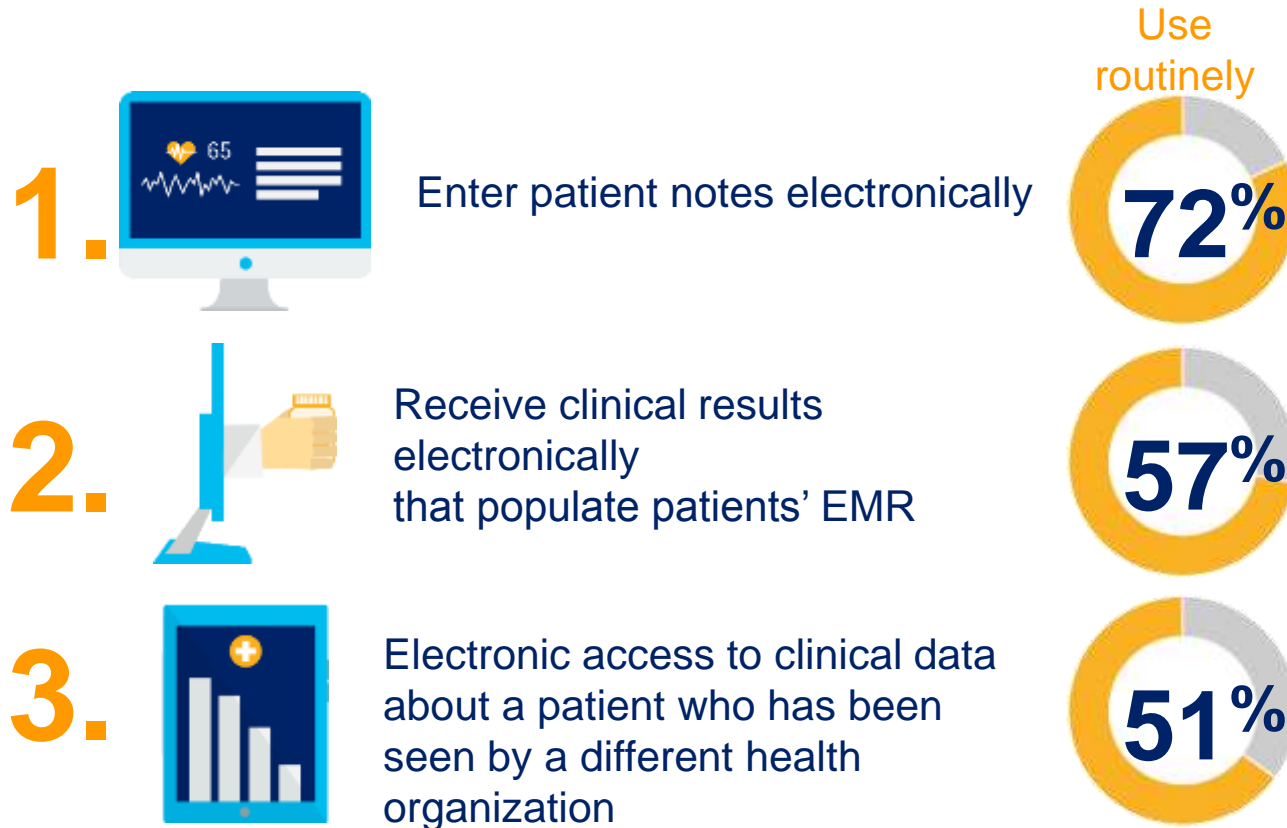 Use
routinely
1.
65
Enter patient notes electronically
72%
2.
Receive clinical results
electronically
that populate patients’ EMR
57%
3.
Electronic access to clinical data
about a patient who has been
seen by a different health
organization
51%